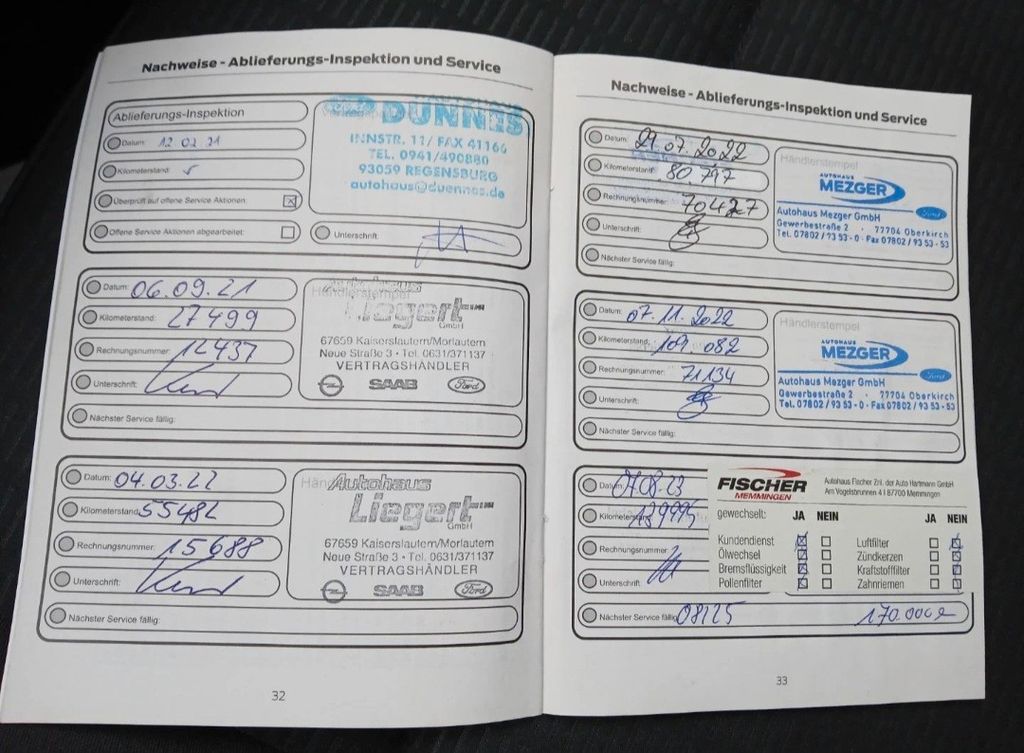 Nachweise - Ablieferungs-Inspektion und Service
Ablieferungs-Inspektion
Datum: 12 02 21
Kilometerstand: ✓
Überprüft auf offene Service Aktionen: ☒
Offene Service Aktionen abgearbeitet: ☐
DÜNNES
INNSTR. 11/ FAX 41166
TEL. 0941/490880
93059 REGENSBURG
autohaus@duennes.de
Unterschrift:
Datum: 06.09.21
Kilometerstand: 27499
Rechnungsnummer: 12437
Unterschrift:
Nächster Service fällig:
Händlerstempel
Autohaus
Liegert
GmbH
67659 Kaiserslautern/Morlautern
Neue Straße 3 • Tel. 0631/371137
VERTRAGSHÄNDLER
SAAB Ford
Datum: 04.03.22
Kilometerstand: 55482
Rechnungsnummer: 15688
Unterschrift:
Nächster Service fällig:
Autohaus
Liegert
GmbH
67659 Kaiserslautern/Morlautern
Neue Straße 3 • Tel. 0631/371137
VERTRAGSHÄNDLER
SAAB Ford
32
Nachweise - Ablieferungs-Inspektion und Service
Datum: 29.07.2022
Kilometerstand: 80.797
Rechnungsnummer: 70427
Unterschrift:
Nächster Service fällig:
Händlerstempel
AUTOHAUS
MEZGER
Ford
Autohaus Mezger GmbH
Gewerbestraße 2 · 77704 Oberkirch
Tel. 07802 / 93 53 - 0 · Fax 07802 / 93 53 - 53
Datum: 07.11.2022
Kilometerstand: 109.082
Rechnungsnummer: 71134
Unterschrift:
Nächster Service fällig:
Händlerstempel
AUTOHAUS
MEZGER
Ford
Autohaus Mezger GmbH
Gewerbestraße 2 · 77704 Oberkirch
Tel. 07802 / 93 53 - 0 · Fax 07802 / 93 53 - 53
Kilometer 139995
Rechnungsnummer:
Unterschrift:
Nächster Service fällig: 08/25 170.000
FISCHER
MEMMINGEN
Autohaus Fischer Znl. der Auto Hartmann GmbH
Am Vogelsbrunnen 4 I 87700 Memmingen
gewechselt: JA NEIN JA NEIN
Kundendienst ☒ ☐ Luftfilter ☐ ☒
Ölwechsel ☒ ☐ Zündkerzen ☐ ☒
Bremsflüssigkeit ☒ ☐ Kraftstofffilter ☐ ☒
Pollenfilter ☒ ☐ Zahnriemen ☐ ☒
33